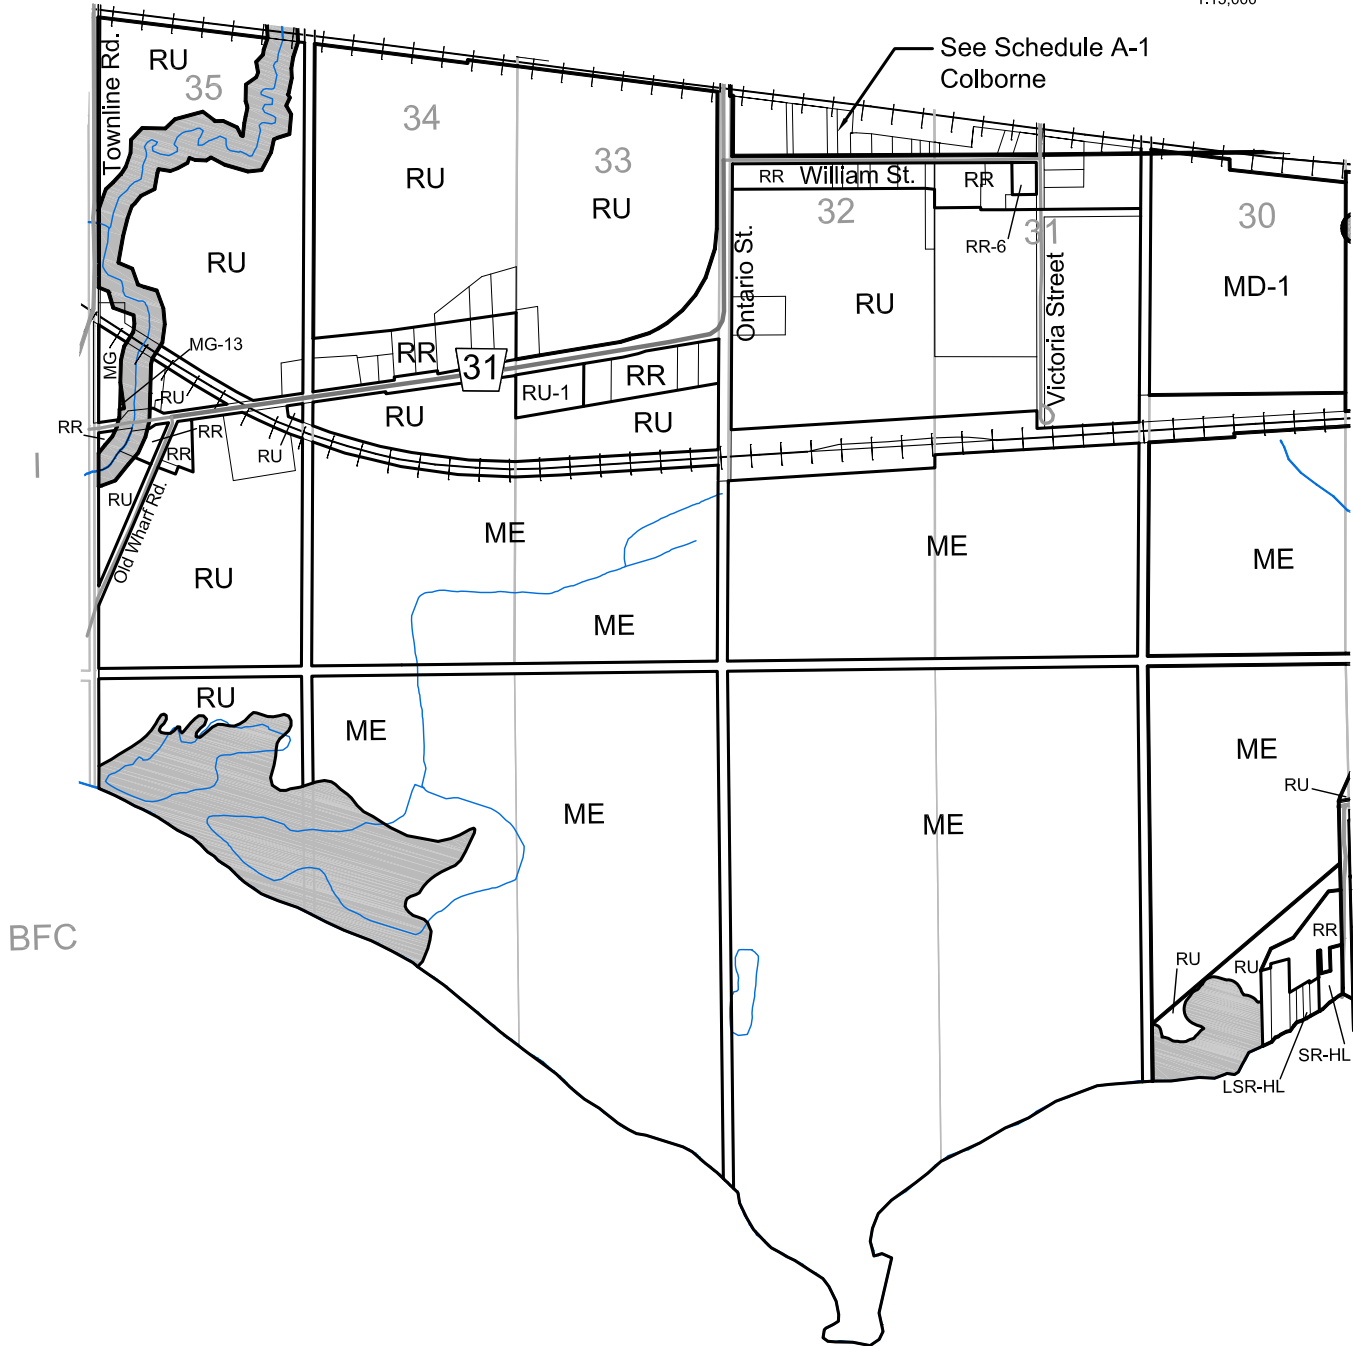 See Schedule A-1
Colborne
Townline Rd.
RU
35
34
RU
33
RU
RR
William St.
RR
32
RR-6
31
30
MD-1
RU
Ontario St.
RU
Victoria Street
MG
MG-13
RU
RR
31
RU-1
RR
RU
RU
RR
RR
RR
RU
I
RU
Old Wharf Rd.
RU
ME
ME
ME
ME
RU
ME
ME
ME
ME
RU
BFC
RU
RU
RR
SR-HL
LSR-HL